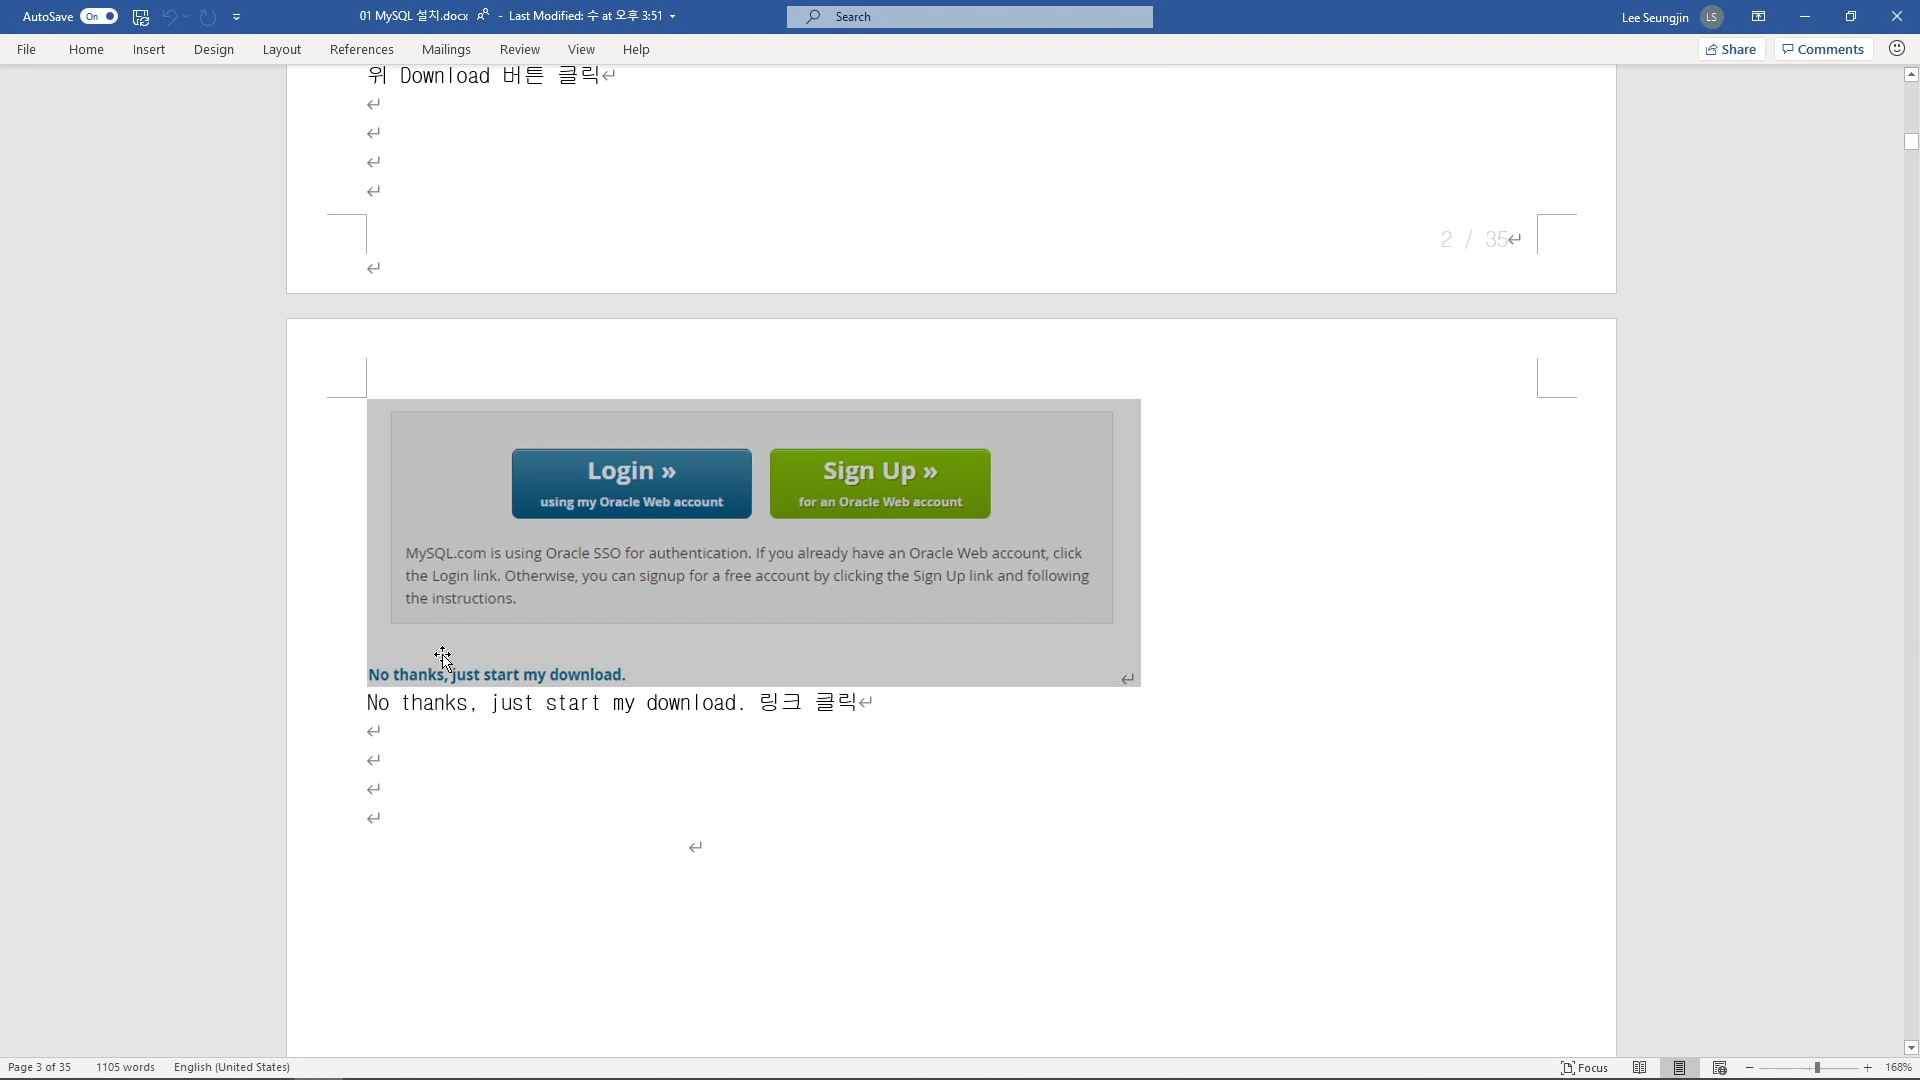 AutoSave On 01 MySQL 설치.docx - Last Modified: 수 at 오후 3:51 Search Lee Seungjin LS
File Home Insert Design Layout References Mailings Review View Help Share Comments
위 Download 버튼 클릭
2 / 35
Login » Sign Up »
using my Oracle Web account for an Oracle Web account
MySQL.com is using Oracle SSO for authentication. If you already have an Oracle Web account, click
the Login link. Otherwise, you can signup for a free account by clicking the Sign Up link and following
the instructions.
No thanks, just start my download.
No thanks, just start my download. 링크 클릭
Page 3 of 35 1105 words English (United States) Focus 168%